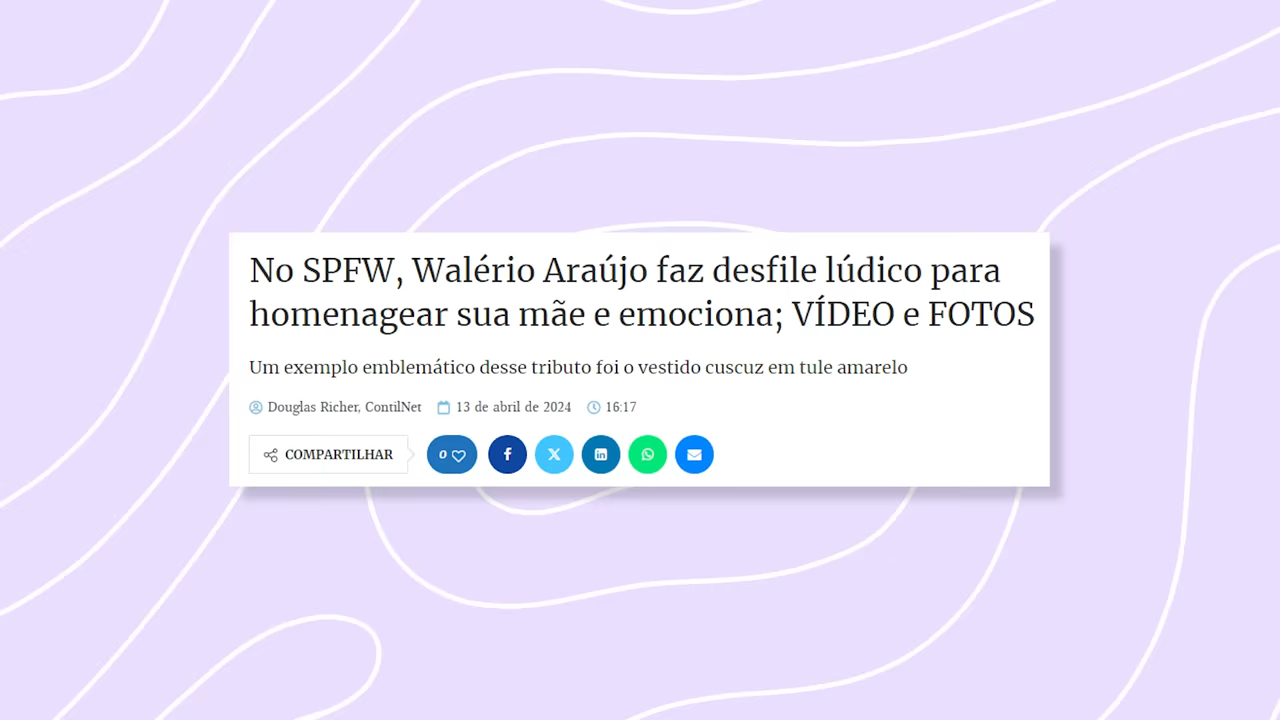 No SPFW, Walério Araújo faz desfile lúdico para
homenagear sua mãe e emociona; VÍDEO e FOTOS
Um exemplo emblemático desse tributo foi o vestido cuscuz em tule amarelo
Douglas Richer, ContilNet 13 de abril de 2024 16:17
COMPARTILHAR 0